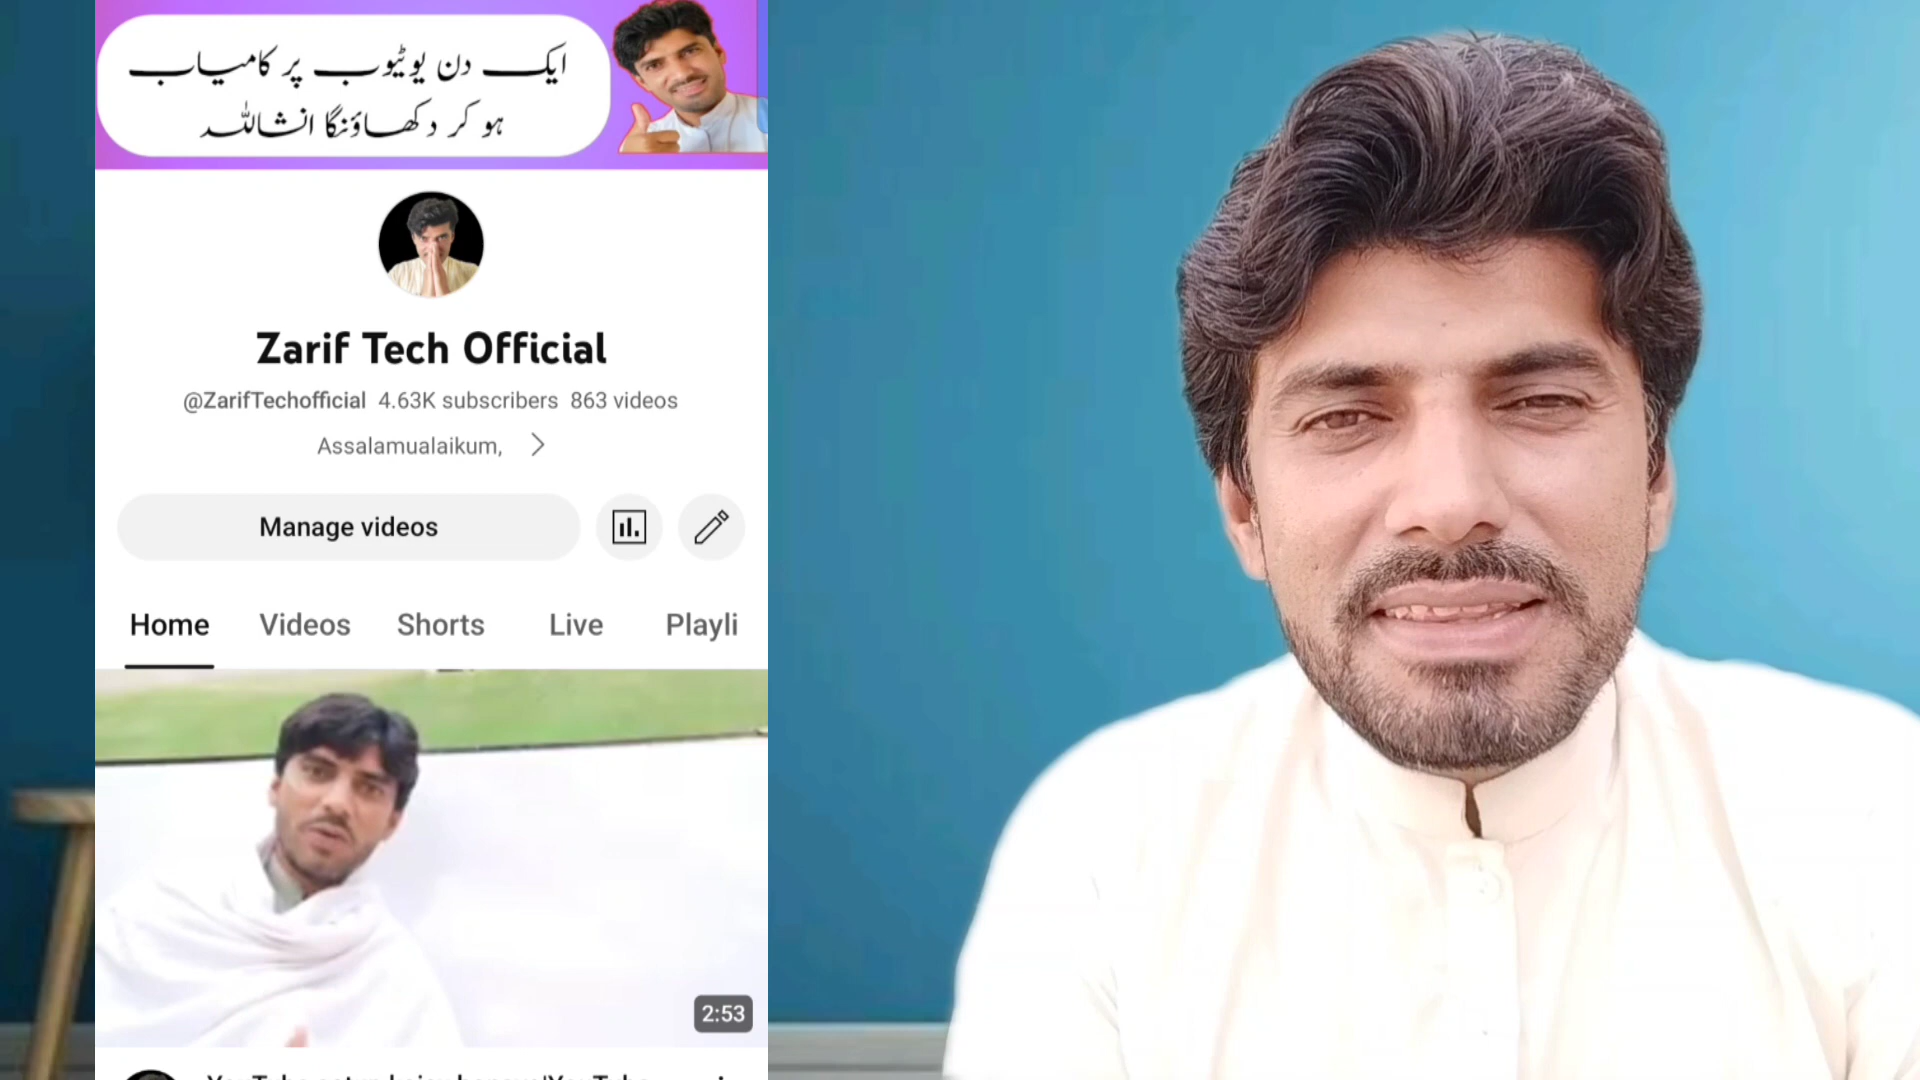 ایک دن یوٹیوب پر کامیاب
ہو کر دکھاؤنگا انشاللہ
Zarif Tech Official
@ZarifTechofficial 4.63K subscribers 863 videos
Assalamualaikum,
Manage videos
Home Videos Shorts Live Playli
2:53